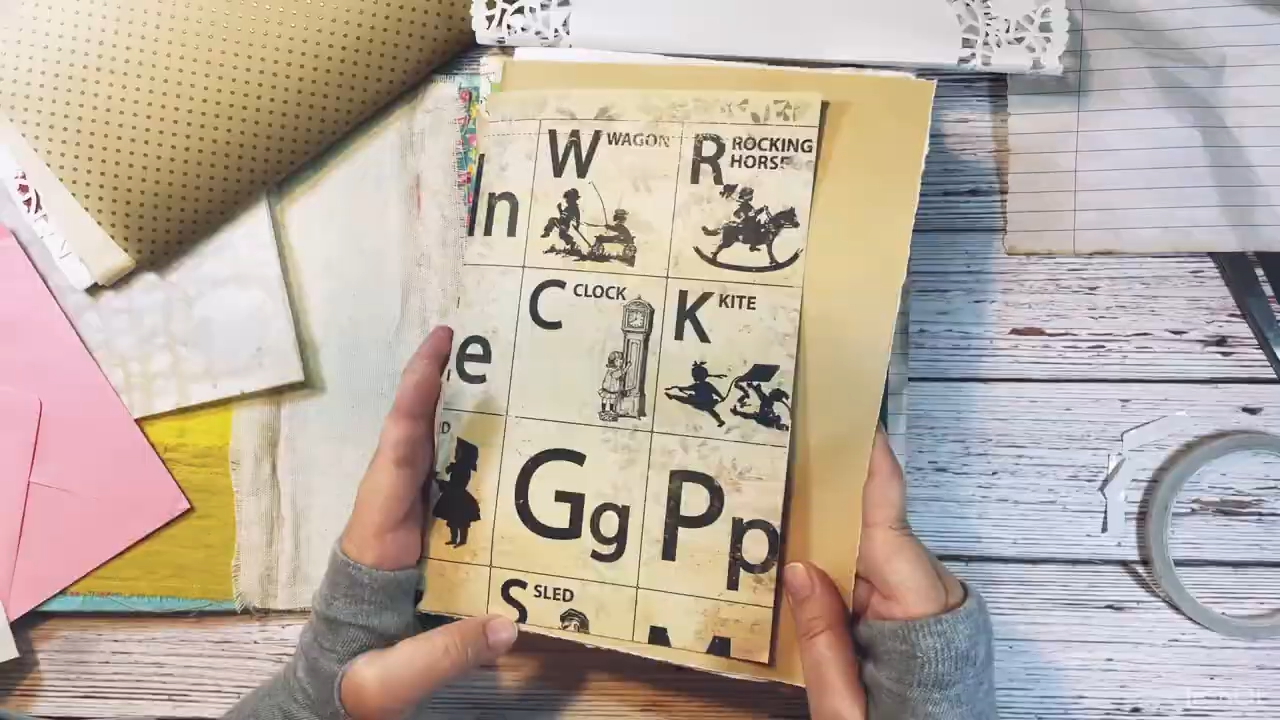 In
W WAGON
R ROCKING
HORSE
e
C CLOCK
K KITE
D
Gg
Pp
S SLED
M